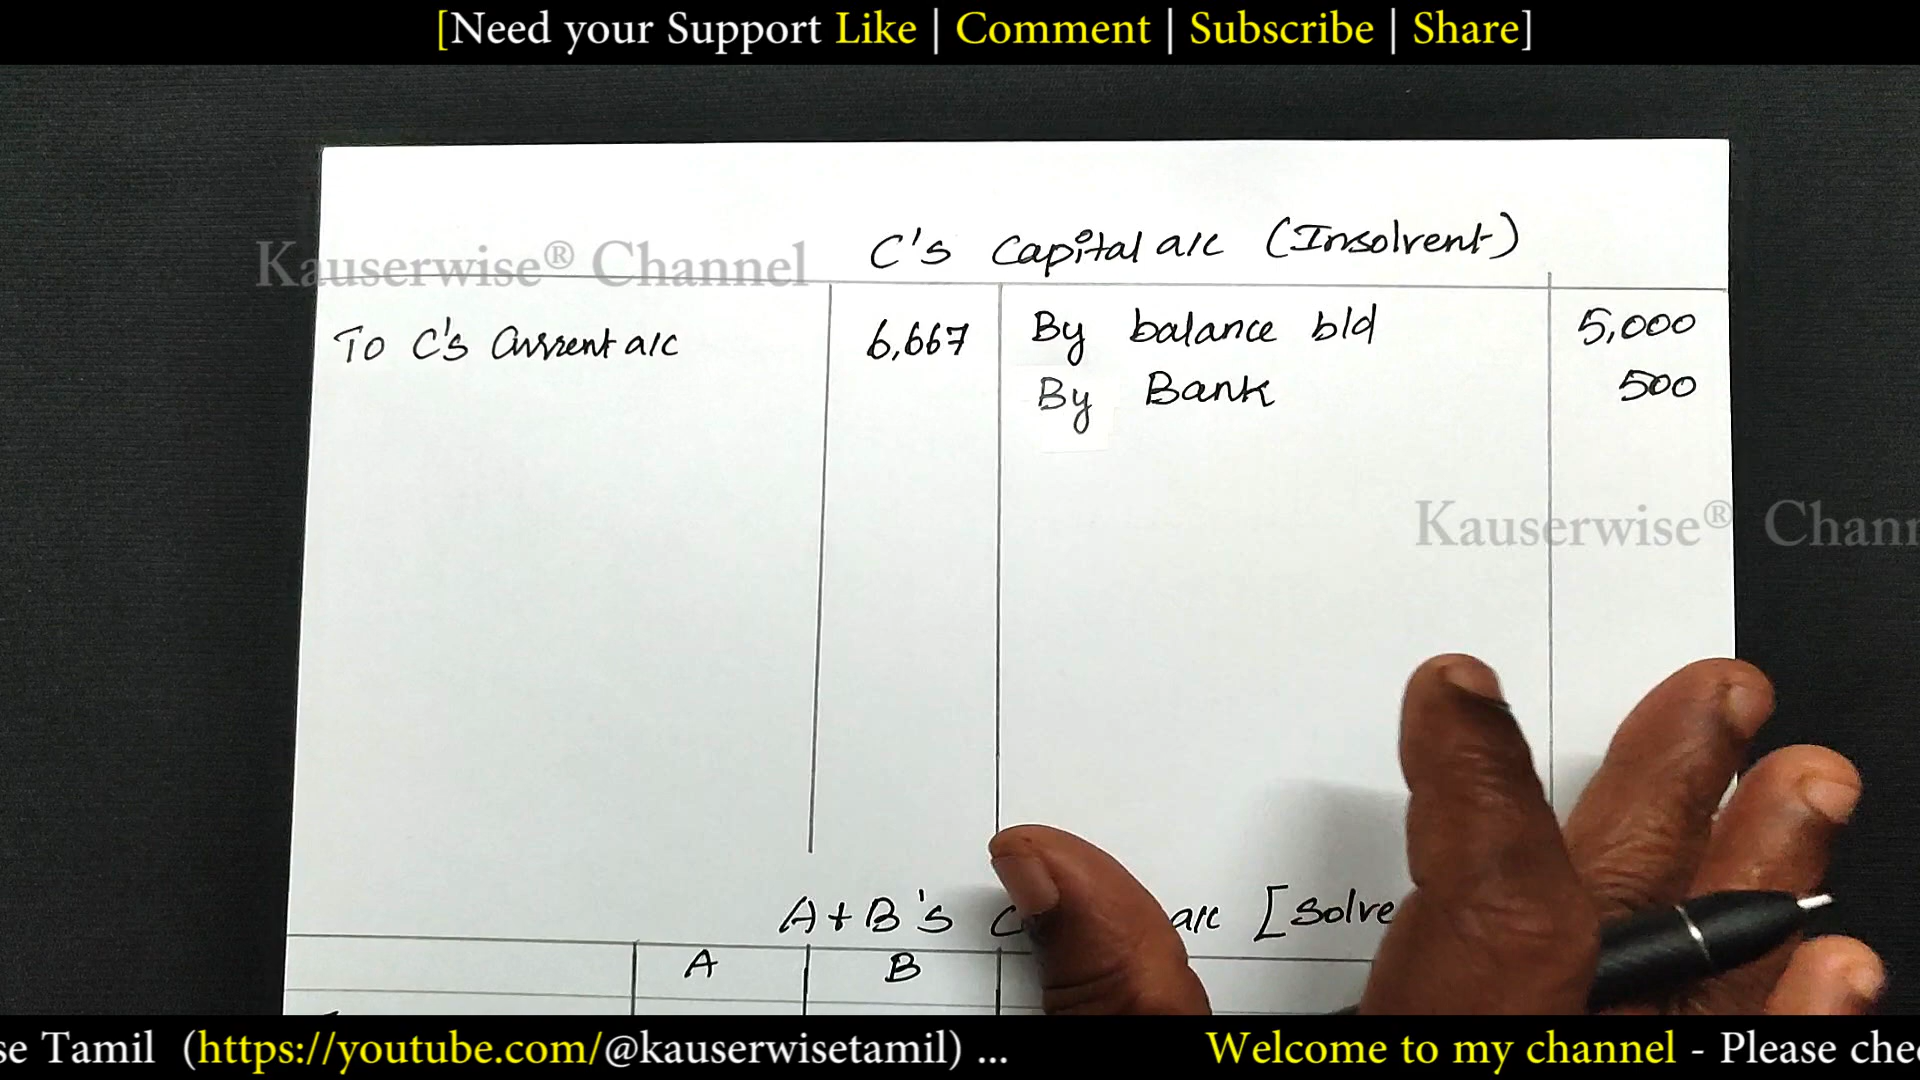 [Need your Support Like | Comment | Subscribe | Share]
Kauserwise® Channel
C's Capital a/c (Insolvent)
To C's Current a/c 6,667 By balance b/d 5,000
By Bank 500
Kauserwise® Chann
A + B's a/c [Solve
A B
se Tamil (https://youtube.com/@kauserwisetamil) ... Welcome to my channel - Please chec